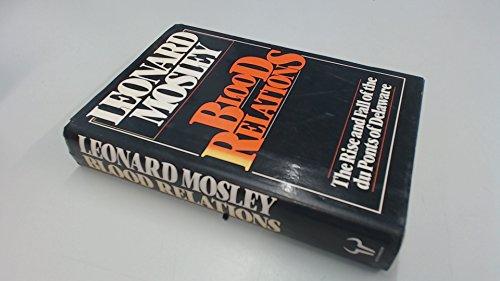 LEONARD
MOSLEY
BLOOD
RELATIONS
The Rise and Fall of the
du Ponts of Delaware
LEONARD MOSLEY
BLOOD RELATIONS